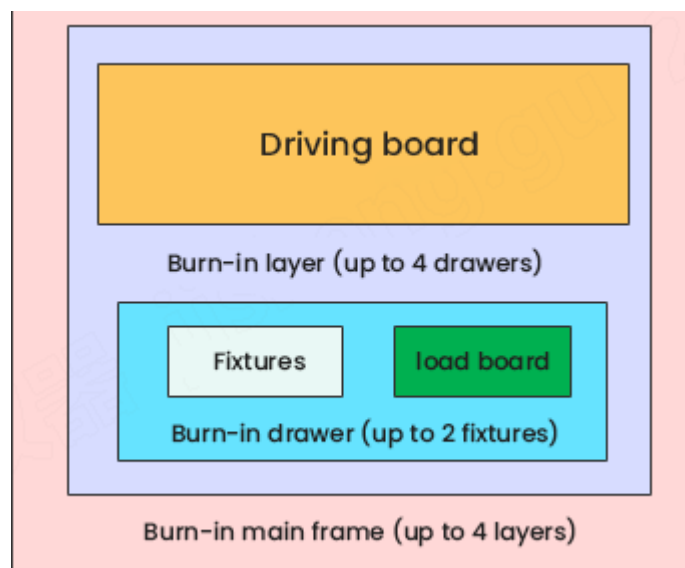 Driving board
Burn-in layer (up to 4 drawers)
Fixtures
load board
Burn-in drawer (up to 2 fixtures)
Burn-in main frame (up to 4 layers)